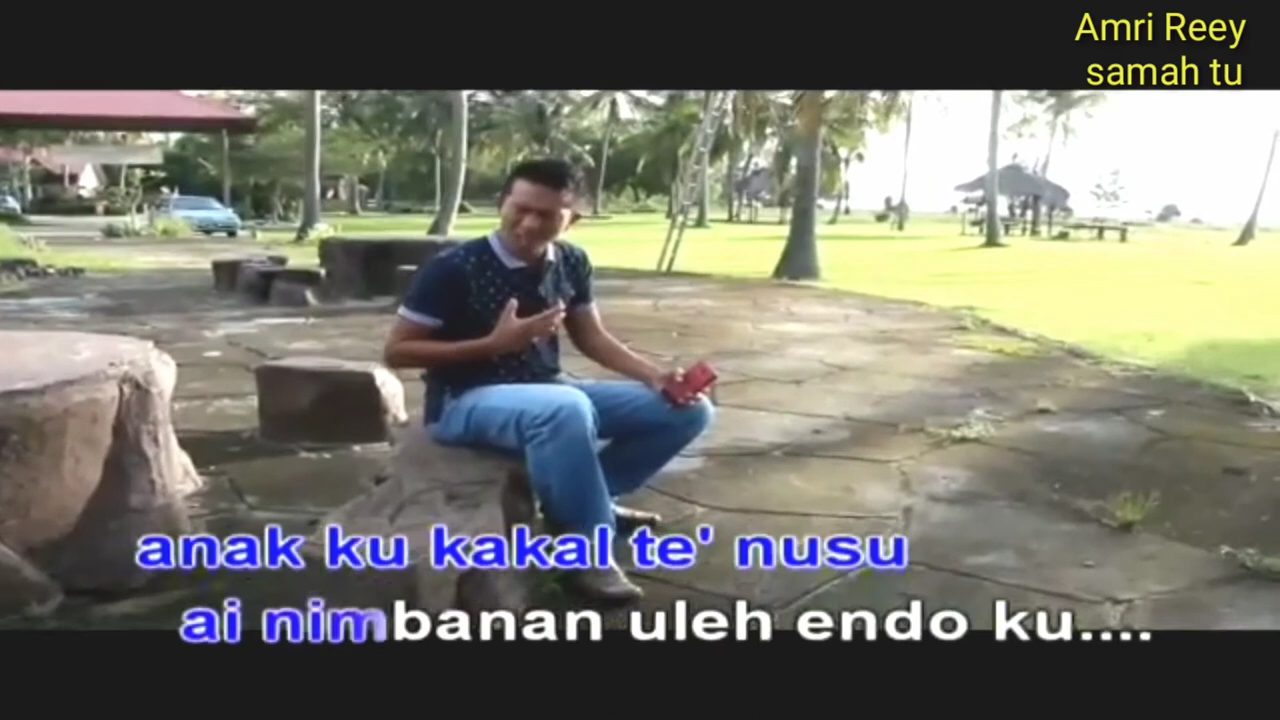 Amri Reey
samah tu
anak ku kakal te' nusu
ai nimbanan uleh endo ku....